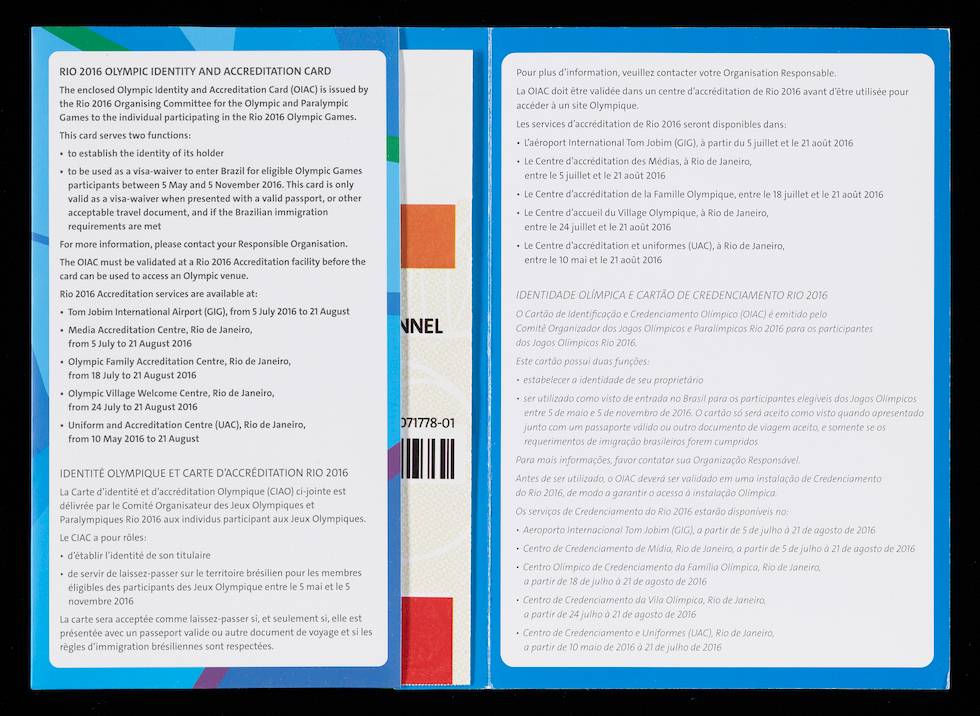 RIO 2016 OLYMPIC IDENTITY AND ACCREDITATION CARD
The enclosed Olympic Identity and Accreditation Card (OIAC) is issued by
the Rio 2016 Organising Committee for the Olympic and Paralympic
Games to the individual participating in the Rio 2016 Olympic Games.
This card serves two functions:
• to establish the identity of its holder
• to be used as a visa-waiver to enter Brazil for eligible Olympic Games
participants between 5 May and 5 November 2016. This card is only
valid as a visa-waiver when presented with a valid passport, or other
acceptable travel document, and if the Brazilian immigration
requirements are met
For more information, please contact your Responsible Organisation.
The OIAC must be validated at a Rio 2016 Accreditation facility before the
card can be used to access an Olympic venue.
Rio 2016 Accreditation services are available at:
• Tom Jobim International Airport (GIG), from 5 July 2016 to 21 August
• Media Accreditation Centre, Rio de Janeiro,
from 5 July to 21 August 2016
• Olympic Family Accreditation Centre, Rio de Janeiro,
from 18 July to 21 August 2016
• Olympic Village Welcome Centre, Rio de Janeiro,
from 24 July to 21 August 2016
• Uniform and Accreditation Centre (UAC), Rio de Janeiro,
from 10 May 2016 to 21 August
IDENTITÉ OLYMPIQUE ET CARTE D'ACCRÉDITATION RIO 2016
La Carte d'identité et d'accréditation Olympique (CIAO) ci-jointe est
délivrée par le Comité Organisateur des Jeux Olympiques et
Paralympiques Rio 2016 aux individus participant aux Jeux Olympiques.
Le CIAC a pour rôles:
• d'établir l'identité de son titulaire
• de servir de laissez-passer sur le territoire brésilien pour les membres
éligibles des participants des Jeux Olympique entre le 5 mai et le 5
novembre 2016
La carte sera acceptée comme laissez-passer si, et seulement si, elle est
présentée avec un passeport valide ou autre document de voyage et si les
règles d'immigration brésiliennes sont respectées.
NNEL
071778-01
Pour plus d'information, veuillez contacter votre Organisation Responsable.
La OIAC doit être validée dans un centre d'accréditation de Rio 2016 avant d'être utilisée pour
accéder à un site Olympique.
Les services d'accréditation de Rio 2016 seront disponibles dans:
• L'aéroport International Tom Jobim (GIG), à partir du 5 juillet et le 21 août 2016
• Le Centre d'accréditation des Médias, à Rio de Janeiro,
entre le 5 juillet et le 21 août 2016
• Le Centre d'accréditation de la Famille Olympique, entre le 18 juillet et le 21 août 2016
• Le Centre d'accueil du Village Olympique, à Rio de Janeiro,
entre le 24 juillet et le 21 août 2016
• Le Centre d'accréditation et uniformes (UAC), à Rio de Janeiro,
entre le 10 mai et le 21 août 2016
IDENTIDADE OLÍMPICA E CARTÃO DE CREDENCIAMENTO RIO 2016
O Cartão de Identificação e Credenciamento Olímpico (OIAC) é emitido pelo
Comitê Organizador dos Jogos Olímpicos e Paralímpicos Rio 2016 para os participantes
dos Jogos Olímpicos Rio 2016.
Este cartão possui duas funções:
• estabelecer a identidade de seu proprietário
• ser utilizado como visto de entrada no Brasil para os participantes elegíveis dos Jogos Olímpicos
entre 5 de maio e 5 de novembro de 2016. O cartão só será aceito como visto quando apresentado
junto com um passaporte válido ou outro documento de viagem aceito, e somente se os
requerimentos de imigração brasileiros forem cumpridos
Para mais informações, favor contatar sua Organização Responsável.
Antes de ser utilizado, o OIAC deverá ser validado em uma instalação de Credenciamento
do Rio 2016, de modo a garantir o acesso à instalação Olímpica.
Os serviços de Credenciamento do Rio 2016 estarão disponíveis no:
• Aeroporto Internacional Tom Jobim (GIG), a partir de 5 de julho à 21 de agosto de 2016
• Centro de Credenciamento de Mídia, Rio de Janeiro, a partir de 5 de julho à 21 de agosto de 2016
• Centro Olímpico de Credenciamento da Família Olímpica, Rio de Janeiro,
a partir de 18 de julho à 21 de agosto de 2016
• Centro de Credenciamento da Vila Olímpica, Rio de Janeiro,
a partir de 24 julho à 21 de agosto de 2016
• Centro de Credenciamento e Uniformes (UAC), Rio de Janeiro,
a partir de 10 maio de 2016 à 21 de julho de 2016